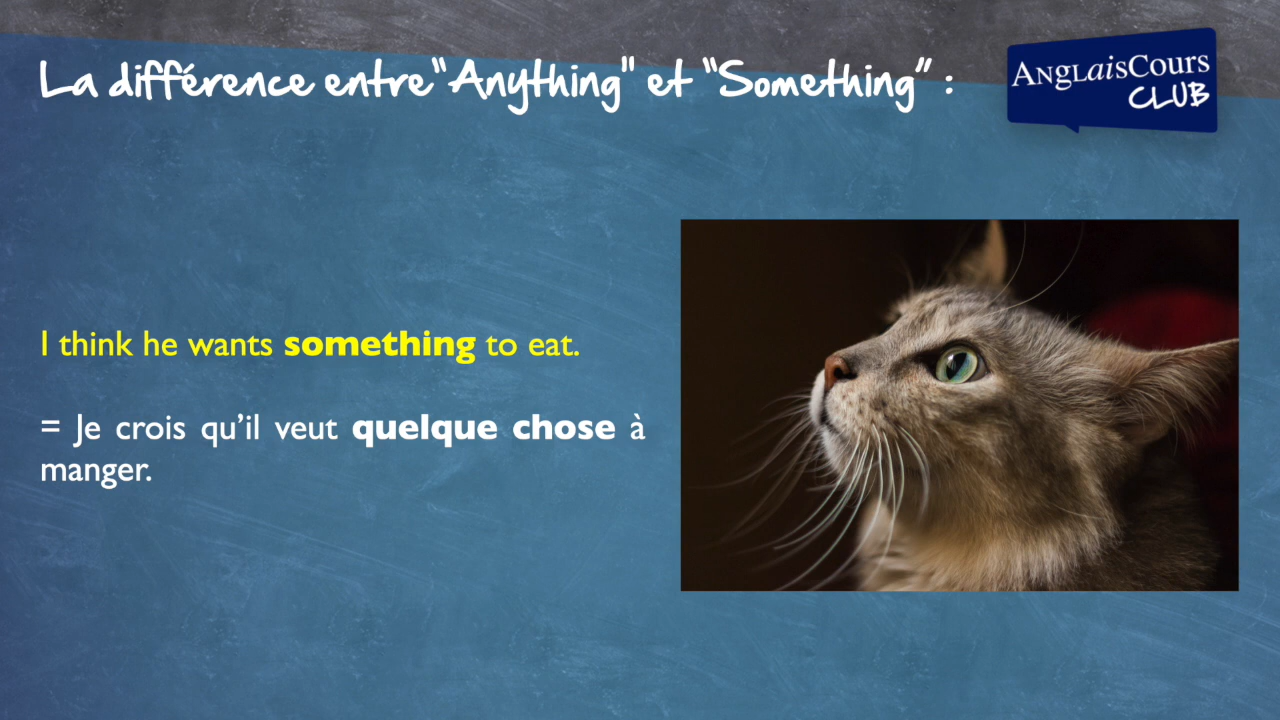 La différence entre "Anything" et "Something" :
ANGLaisCours
CLUB
I think he wants something to eat.
= Je crois qu’il veut quelque chose à
manger.